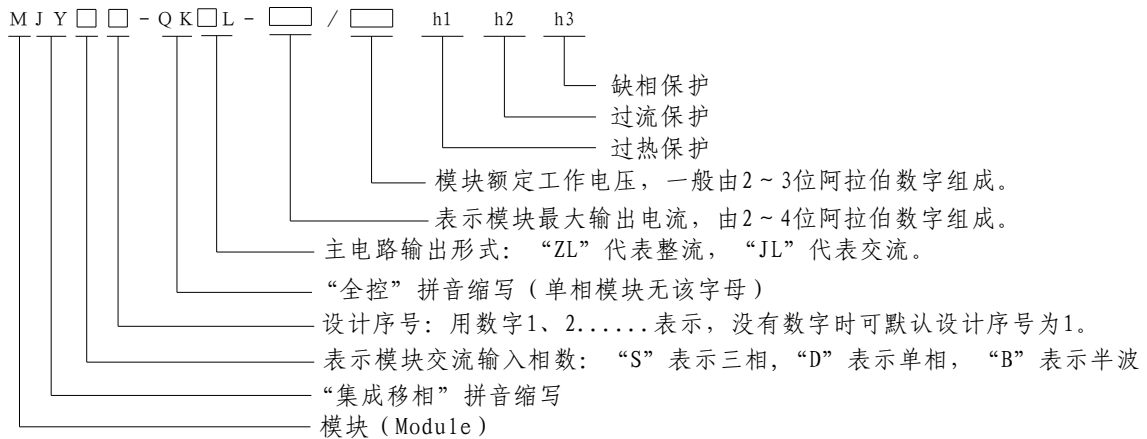 MJY□□-QK□L-□/□ h1 h2 h3
缺相保护
过流保护
过热保护
模块额定工作电压，一般由2~3位阿拉伯数字组成。
表示模块最大输出电流，由2~4位阿拉伯数字组成。
主电路输出形式：“ZL”代表整流，“JL”代表交流。
“全控”拼音缩写（单相模块无该字母）
设计序号：用数字1、2......表示，没有数字时可默认设计序号为1。
表示模块交流输入相数：“S”表示三相,“D”表示单相，“B”表示半波
“集成移相”拼音缩写
模块（Module）